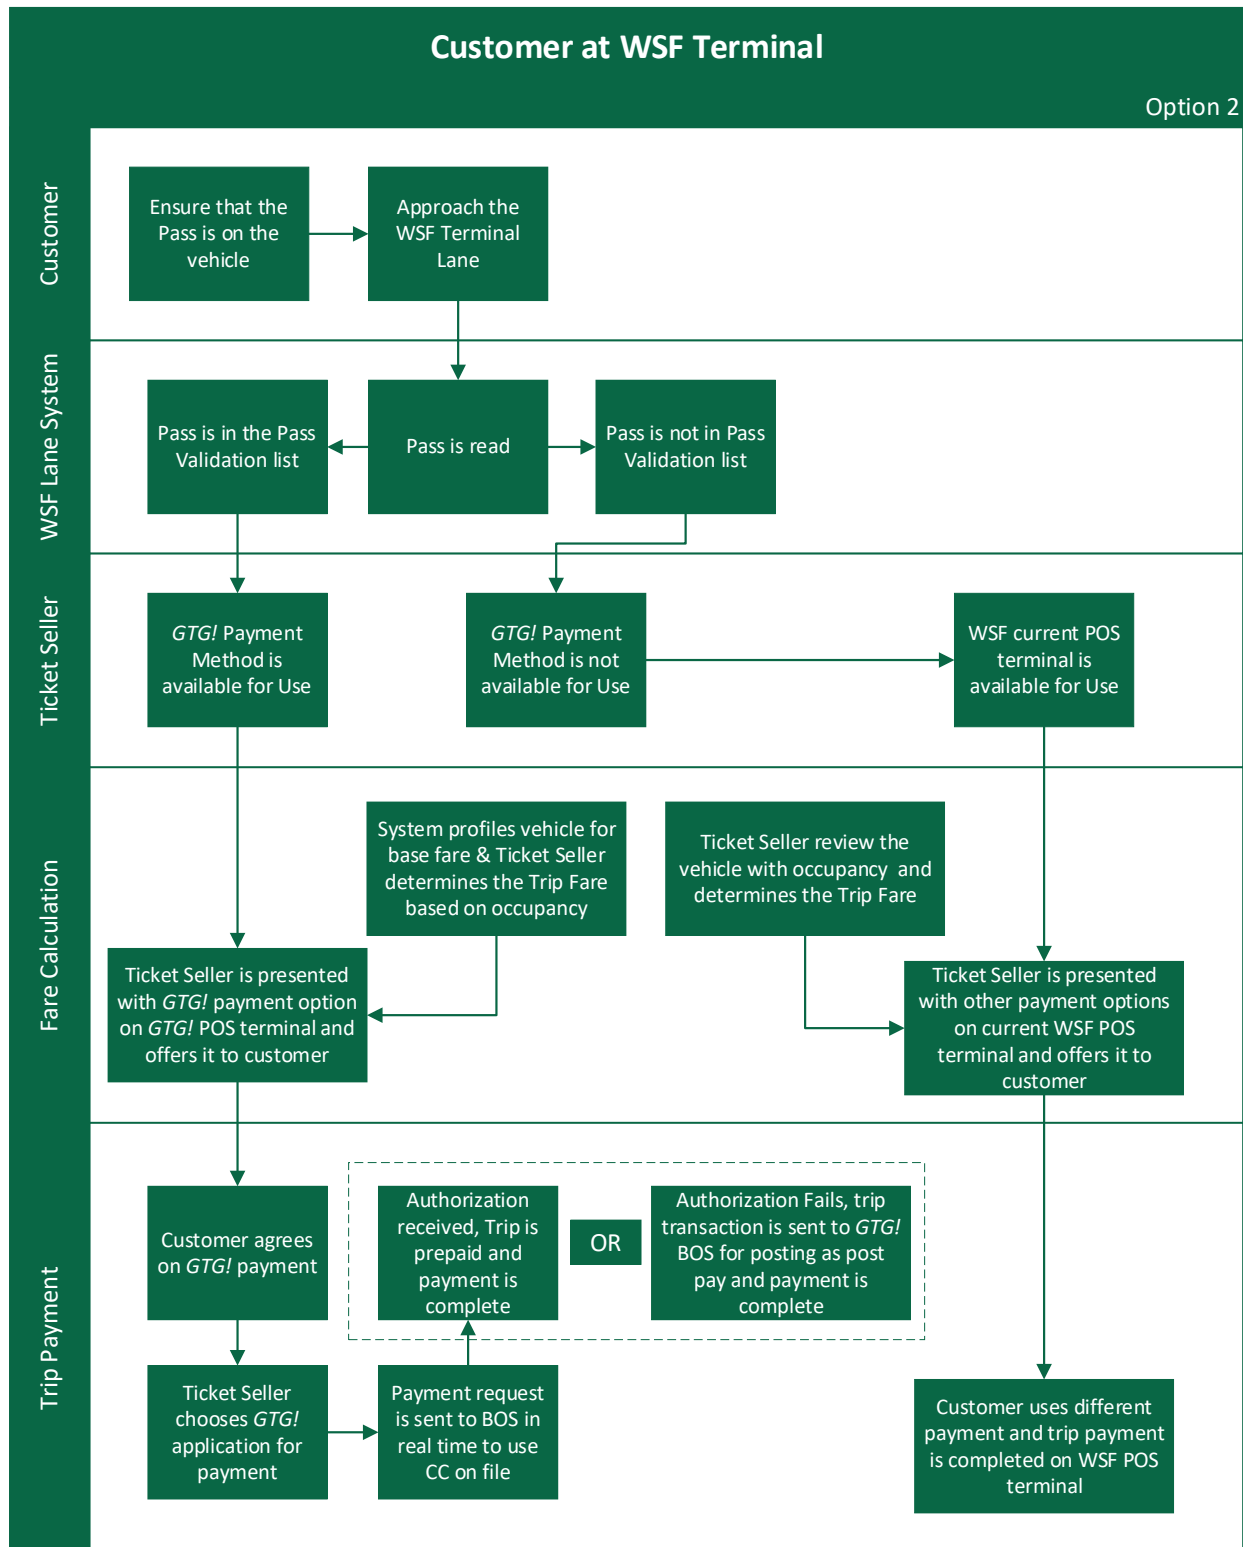 Customer at WSF Terminal
Option 2
Customer
Ensure that the
Pass is on the
vehicle
Approach the
WSF Terminal
Lane
WSF Lane System
Pass is in the Pass
Validation list
Pass is read
Pass is not in Pass
Validation list
Ticket Seller
GTG! Payment
Method is
available for Use
GTG! Payment
Method is not
available for Use
WSF current POS
terminal is
available for Use
Fare Calculation
System profiles vehicle for
base fare & Ticket Seller
determines the Trip Fare
based on occupancy
Ticket Seller review the
vehicle with occupancy and
determines the Trip Fare
Ticket Seller is presented
with GTG! payment option
on GTG! POS terminal and
offers it to customer
Ticket Seller is presented
with other payment options
on current WSF POS
terminal and offers it to
customer
Trip Payment
Customer agrees
on GTG! payment
Authorization
received, Trip is
prepaid and
payment is
complete
OR
Authorization Fails, trip
transaction is sent to GTG!
BOS for posting as post
pay and payment is
complete
Ticket Seller
chooses GTG!
application for
payment
Payment request
is sent to BOS in
real time to use
CC on file
Customer uses different
payment and trip payment
is completed on WSF POS
terminal